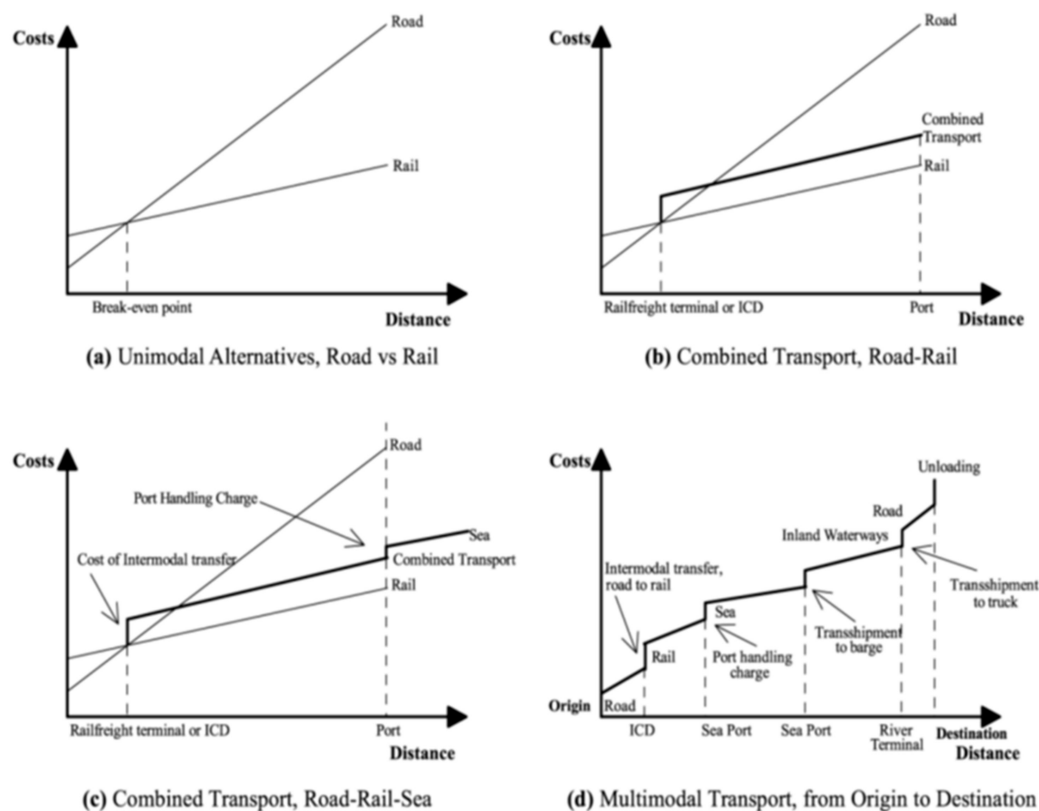 Costs
Road
Rail
Break-even point
Distance
(a) Unimodal Alternatives, Road vs Rail
Costs
Road
Combined
Transport
Rail
Railfreight terminal or ICD
Port
Distance
(b) Combined Transport, Road-Rail
Costs
Road
Port Handling Charge
Sea
Cost of Intermodal transfer
Combined Transport
Rail
Railfreight terminal or ICD
Port
Distance
(c) Combined Transport, Road-Rail-Sea
Costs
Unloading
Road
Inland Waterways
Intermodal transfer,
road to rail
Transshipment
to truck
Sea
Transshipment
to barge
Rail
Port handling
charge
Origin
Road
ICD
Sea Port
Sea Port
River
Terminal
Destination
Distance
(d) Multimodal Transport, from Origin to Destination